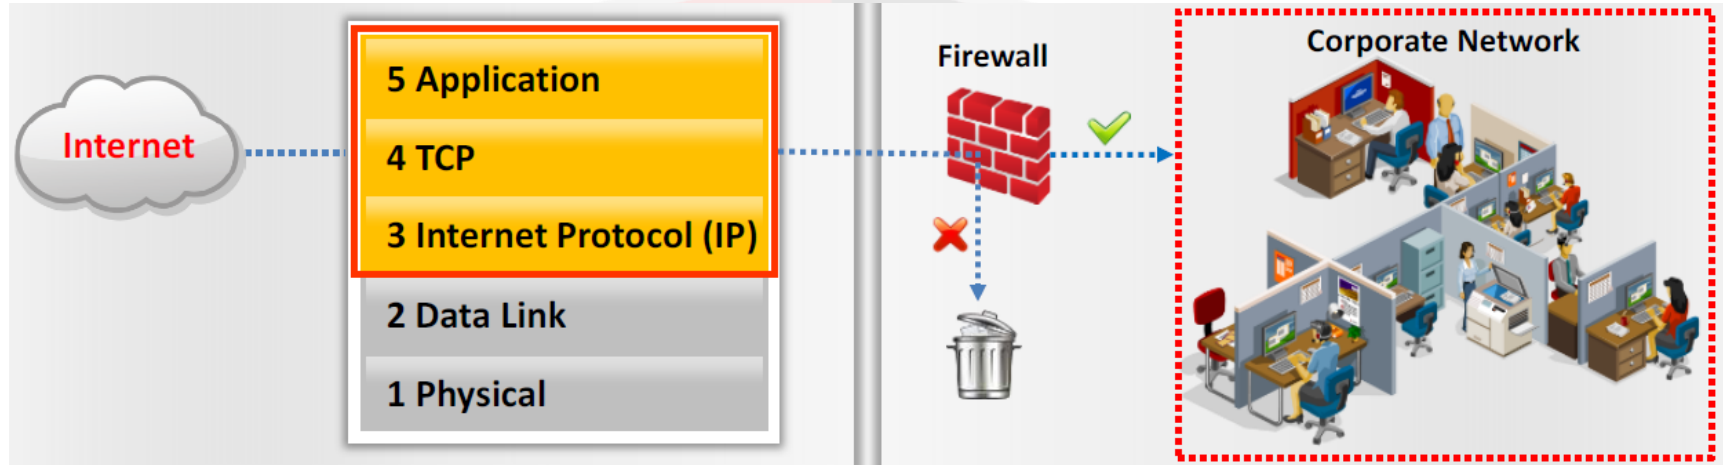 Internet
5 Application
4 TCP
3 Internet Protocol (IP)
2 Data Link
1 Physical
Firewall
Corporate Network